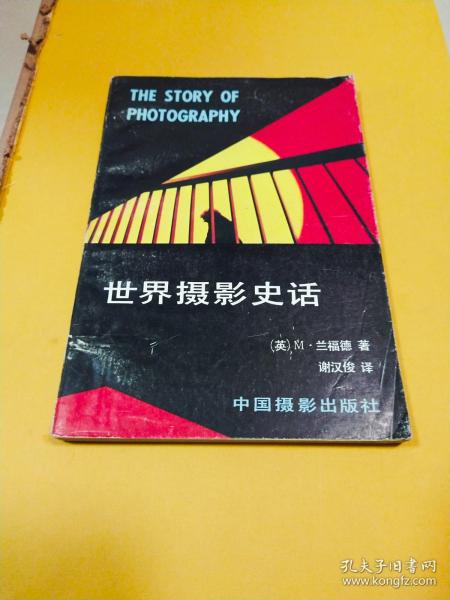 THE STORY OF
PHOTOGRAPHY
世界摄影史话
(英)M·兰福德 著
谢汉俊 译
中国摄影出版社
孔夫子旧书网
www.kongfz.com